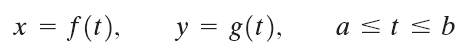 x = f(t), y = g(t), a ≤ t ≤ b